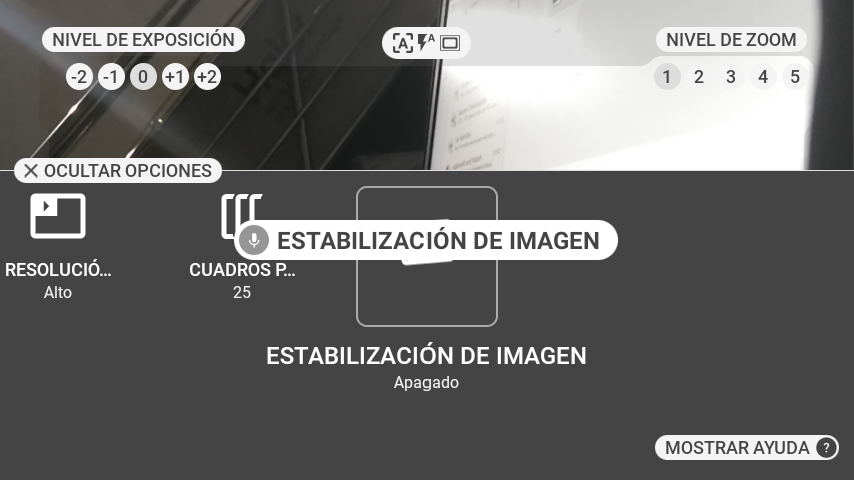 NIVEL DE EXPOSICIÓN
A
A
NIVEL DE ZOOM
-2 -1 0 +1 +2
1 2 3 4 5
OCULTAR OPCIONES
ESTABILIZACIÓN DE IMAGEN
RESOLUCIÓ...
Alto
CUADROS P...
25
ESTABILIZACIÓN DE IMAGEN
Apagado
MOSTRAR AYUDA ?